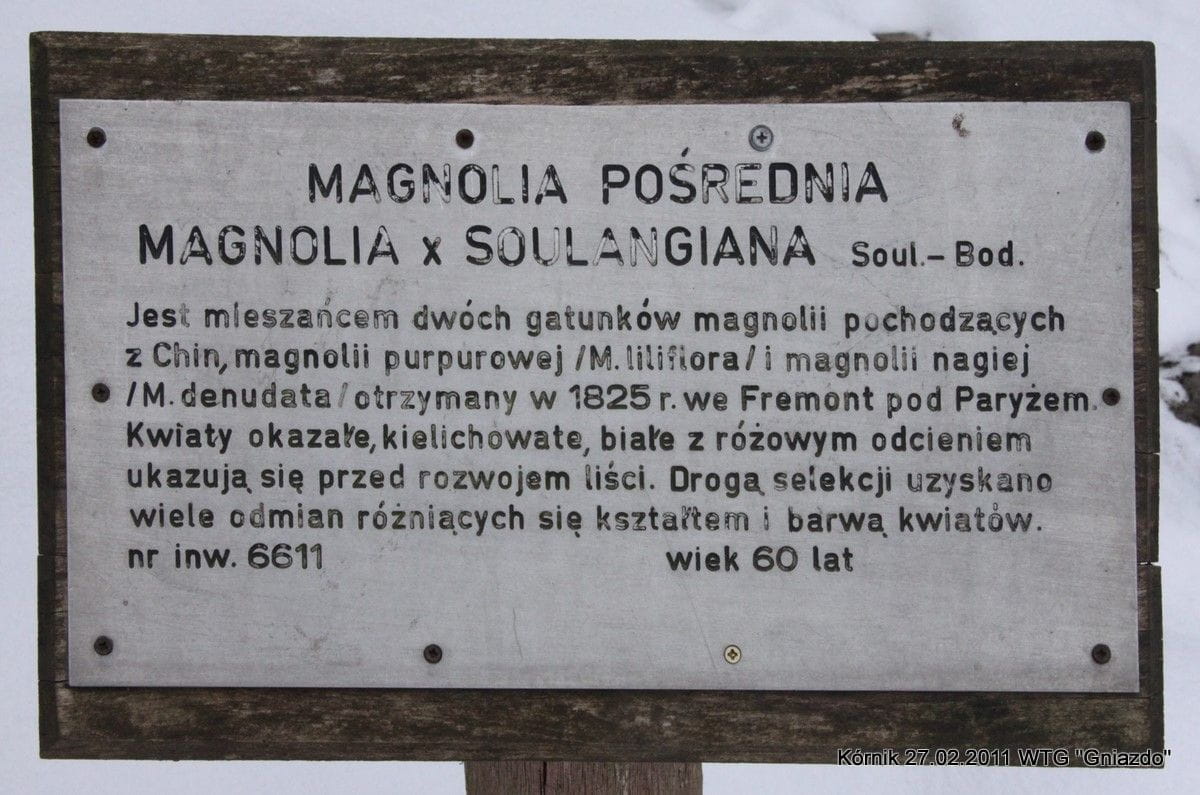 MAGNOLIA POŚREDNIA
MAGNOLIA x SOULANGIANA Soul.-Bod.
Jest mieszańcem dwóch gatunków magnolii pochodzących
z Chin, magnolii purpurowej /M. liliflora/ i magnolii nagiej
/M. denudata/ otrzymany w 1825 r. we Fremont pod Paryżem.
Kwiaty okazałe, kielichowate, białe z różowym odcieniem
ukazują się przed rozwojem liści. Drogą selekcji uzyskano
wiele odmian różniących się kształtem i barwą kwiatów.
nr inw. 6611 wiek 60 lat
Kórnik 27.02.2011 WTG "Gniazdo"